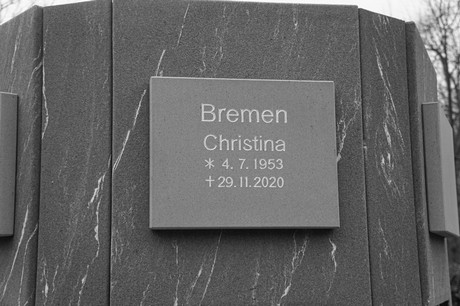 Bremen
Christina
* 4. 7. 1953
† 29. 11. 2020